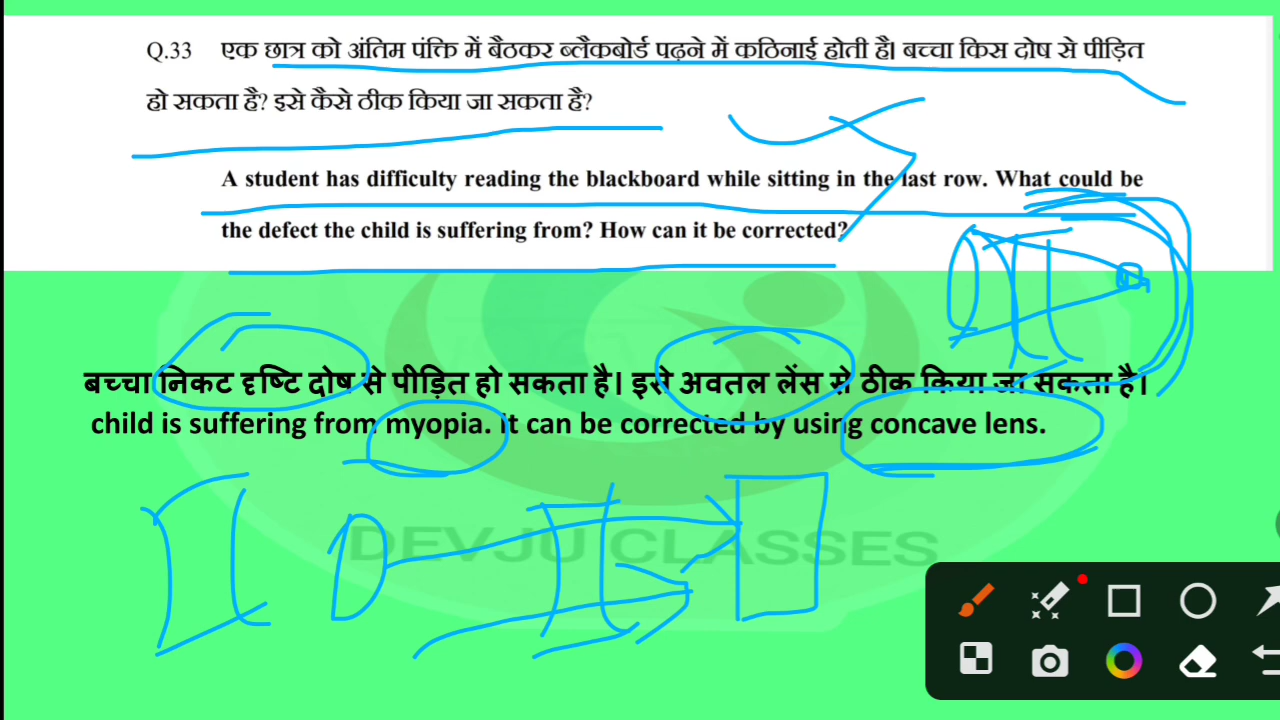 Q.33 एक छात्र को अंतिम पंक्ति में बैठकर ब्लैकबोर्ड पढ़ने में कठिनाई होती है। बच्चा किस दोष से पीड़ित
हो सकता है? इसे कैसे ठीक किया जा सकता है?
A student has difficulty reading the blackboard while sitting in the last row. What could be
the defect the child is suffering from? How can it be corrected?
बच्चा निकट दृष्टि दोष से पीड़ित हो सकता है। इसे अवतल लेंस से ठीक किया जा सकता है।
child is suffering from myopia. It can be corrected by using concave lens.
DEVJU CLASSES